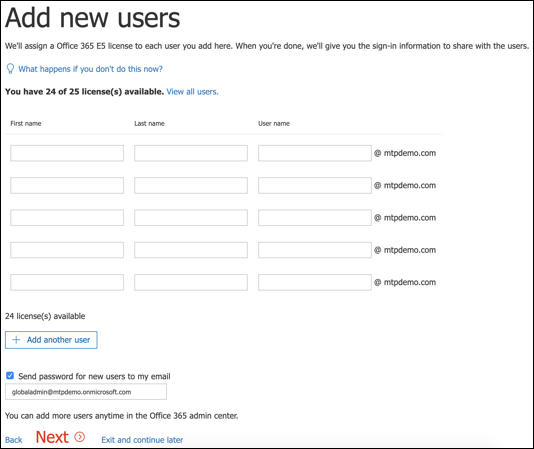 Add new users
We'll assign a Office 365 E5 license to each user you add here. When you're done, we'll give you the sign-in information to share with the users.
What happens if you don't do this now?
You have 24 of 25 license(s) available. View all users.
First name Last name User name
@ mtpdemo.com
@ mtpdemo.com
@ mtpdemo.com
@ mtpdemo.com
@ mtpdemo.com
24 license(s) available
+ Add another user
Send password for new users to my email
globaladmin@mtpdemo.onmicrosoft.com
You can add more users anytime in the Office 365 admin center.
Back Next Exit and continue later